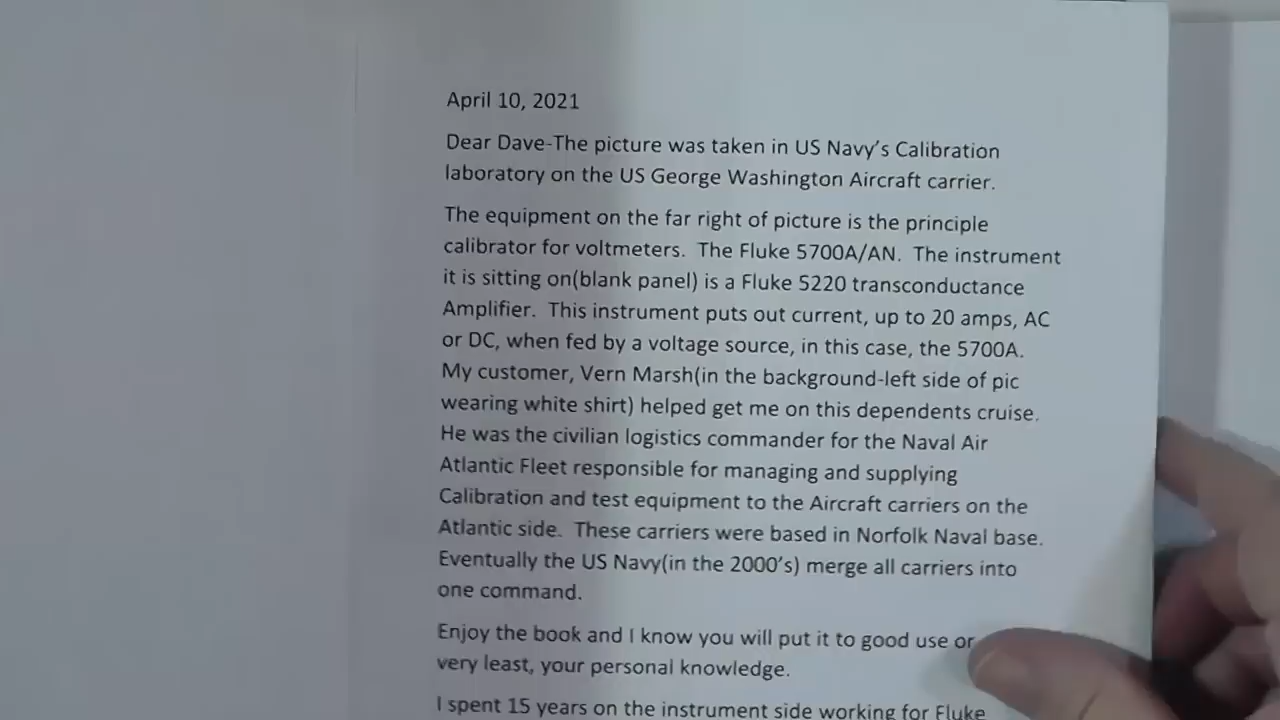 April 10, 2021
Dear Dave-The picture was taken in US Navy's Calibration
laboratory on the US George Washington Aircraft carrier.
The equipment on the far right of picture is the principle
calibrator for voltmeters.  The Fluke 5700A/AN.  The instrument
it is sitting on(blank panel) is a Fluke 5220 transconductance
Amplifier.  This instrument puts out current, up to 20 amps, AC
or DC, when fed by a voltage source, in this case, the 5700A.
My customer, Vern Marsh(in the background-left side of pic
wearing white shirt) helped get me on this dependents cruise.
He was the civilian logistics commander for the Naval Air
Atlantic Fleet responsible for managing and supplying
Calibration and test equipment to the Aircraft carriers on the
Atlantic side.  These carriers were based in Norfolk Naval base.
Eventually the US Navy(in the 2000's) merge all carriers into
one command.
Enjoy the book and I know you will put it to good use or
very least, your personal knowledge.
I spent 15 years on the instrument side working for Fluke